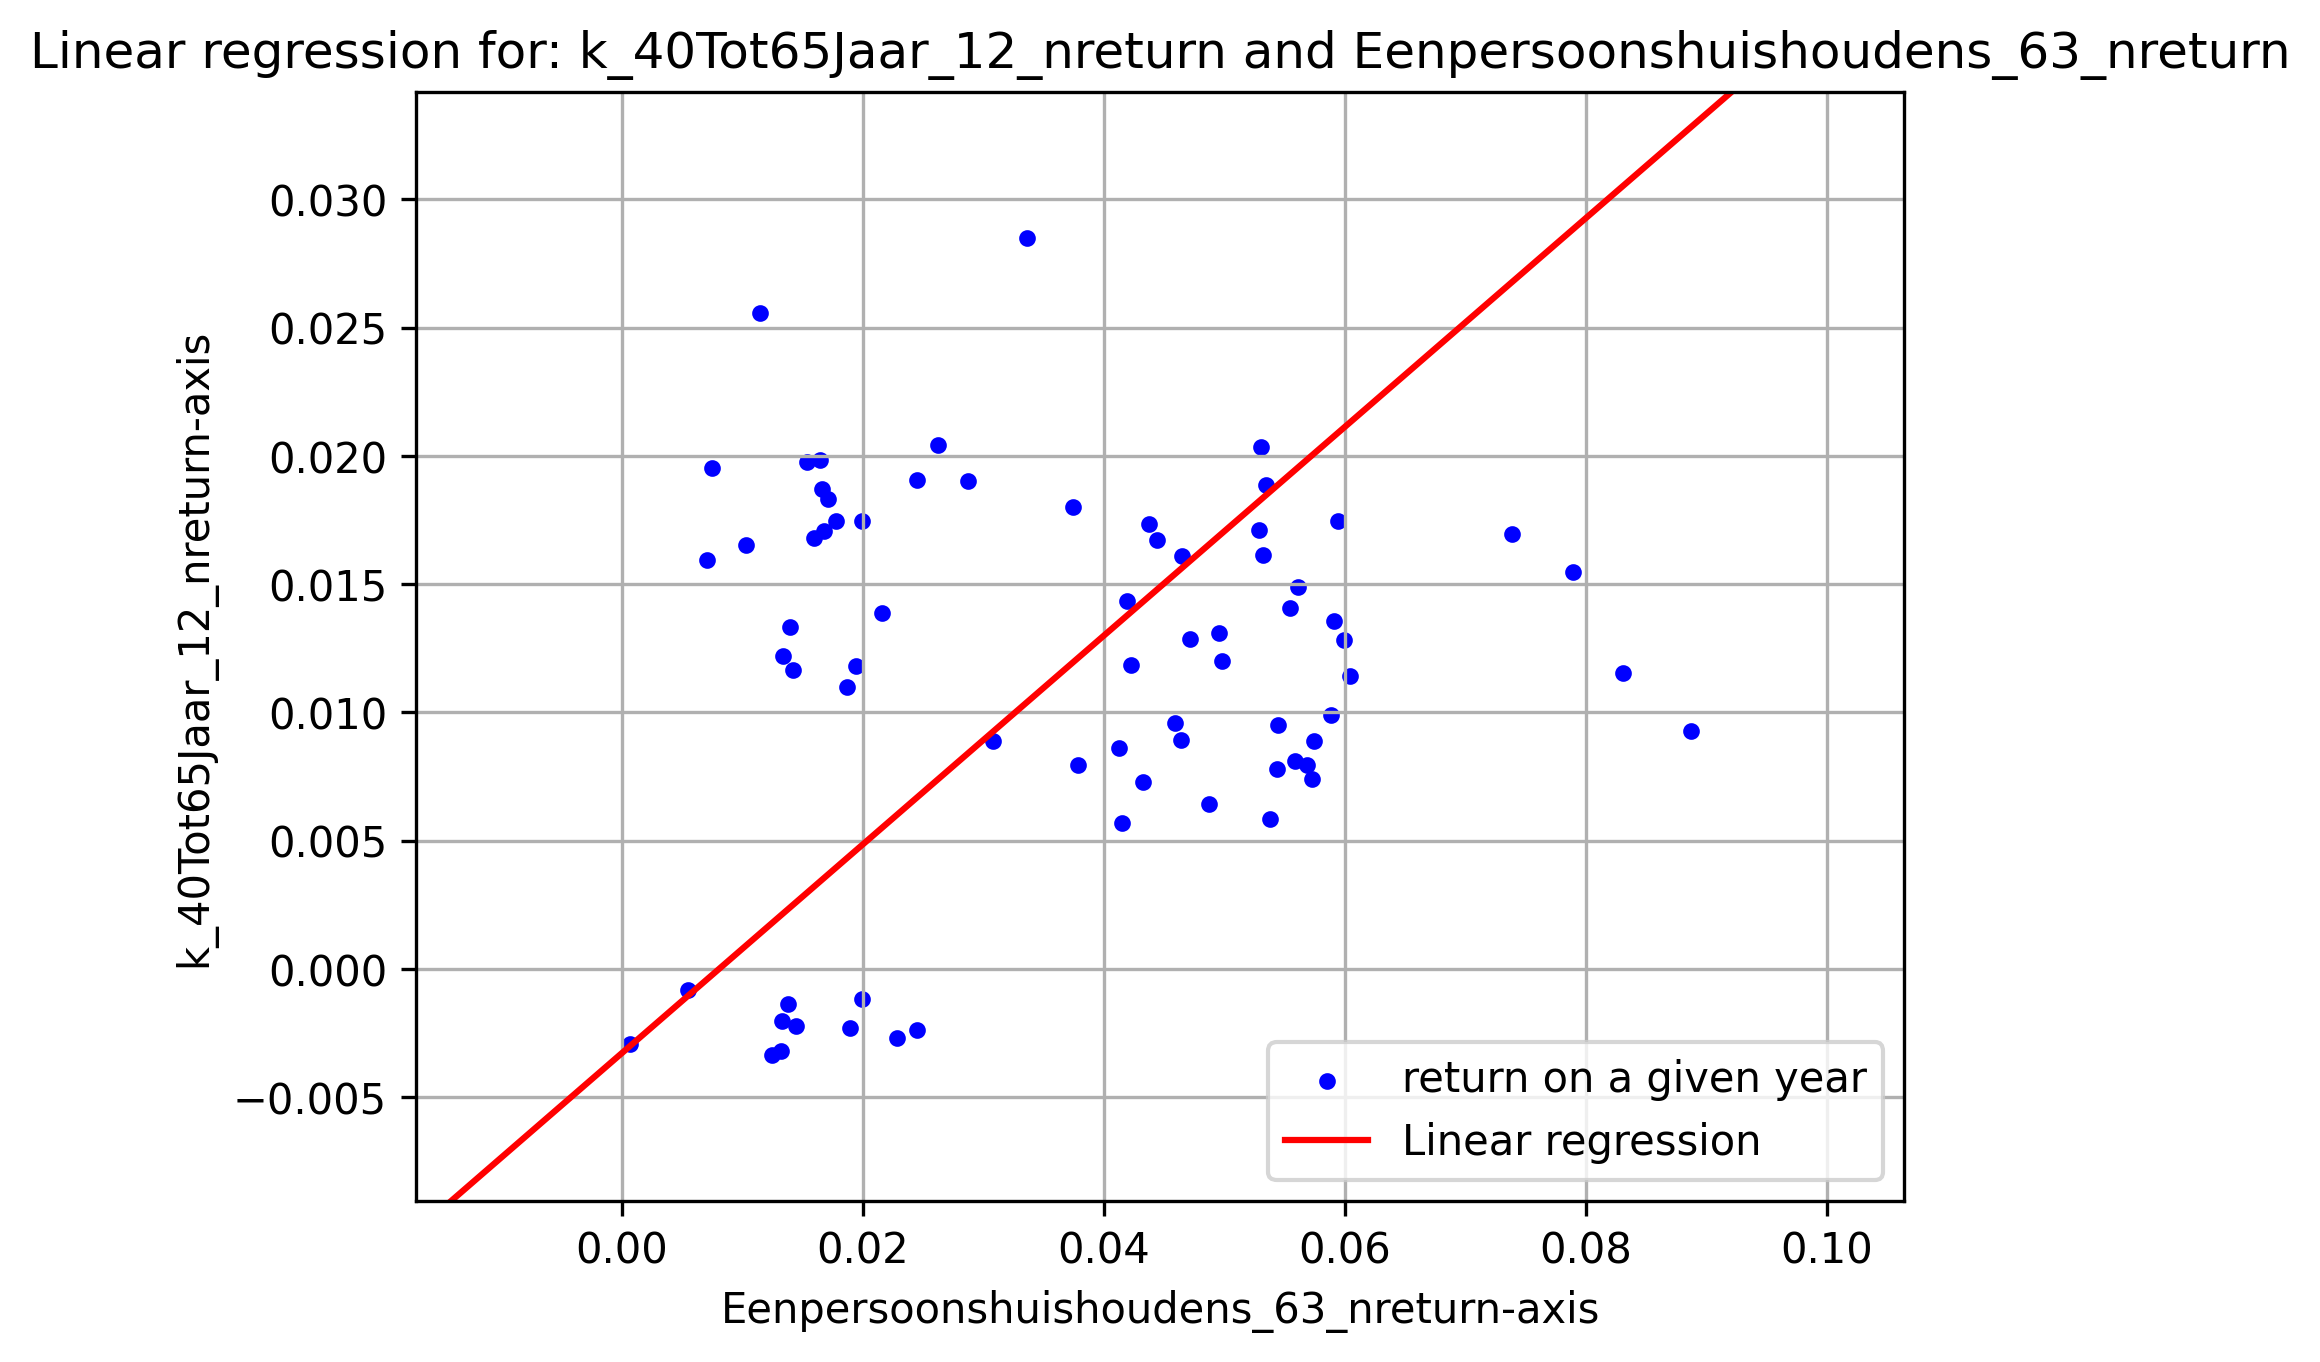 Linear regression for: k_40Tot65Jaar_12_nreturn and Eenpersoonshuishoudens_63_nreturn
k_40Tot65Jaar_12_nreturn-axis
0.030
0.025
0.020
0.015
0.010
0.005
0.000
−0.005
return on a given year
Linear regression
0.00 0.02 0.04 0.06 0.08 0.10
Eenpersoonshuishoudens_63_nreturn-axis